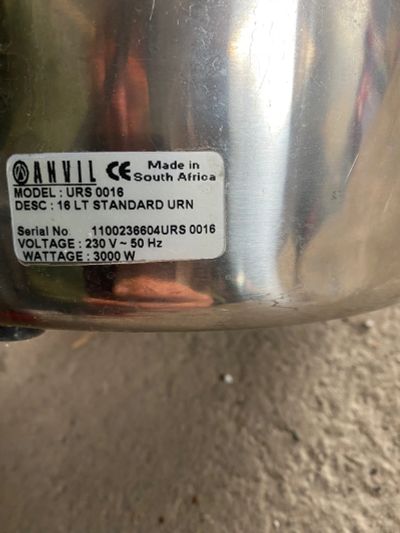 ANVIL CE Made in
South Africa
MODEL : URS 0016
DESC : 16 LT STANDARD URN
Serial No 1100236604URS 0016
VOLTAGE : 230 V ~ 50 Hz
WATTAGE : 3000 W